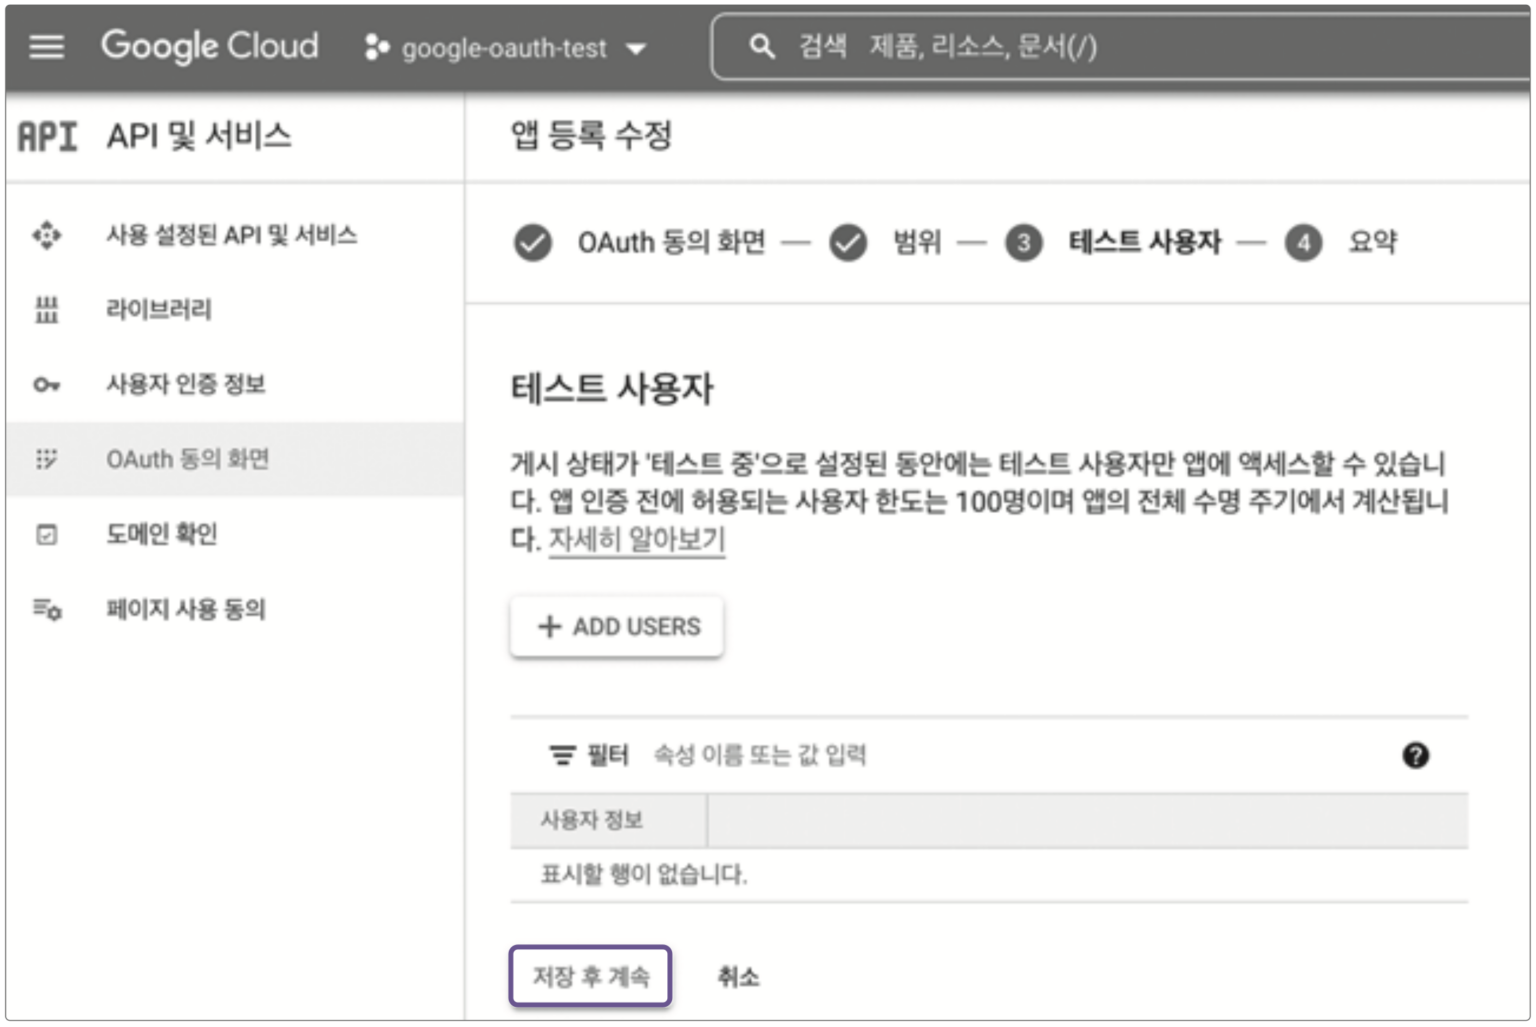 Google Cloud google-oauth-test 검색 제품, 리소스, 문서(/)
API API 및 서비스
앱 등록 수정
사용 설정된 API 및 서비스
라이브러리
사용자 인증 정보
OAuth 동의 화면
도메인 확인
페이지 사용 동의
OAuth 동의 화면 — 범위 — 3 테스트 사용자 — 4 요약
테스트 사용자
게시 상태가 '테스트 중'으로 설정된 동안에는 테스트 사용자만 앱에 액세스할 수 있습니
다. 앱 인증 전에 허용되는 사용자 한도는 100명이며 앱의 전체 수명 주기에서 계산됩니
다. 자세히 알아보기
+ ADD USERS
필터 속성 이름 또는 값 입력 ?
사용자 정보
표시할 행이 없습니다.
저장 후 계속 취소